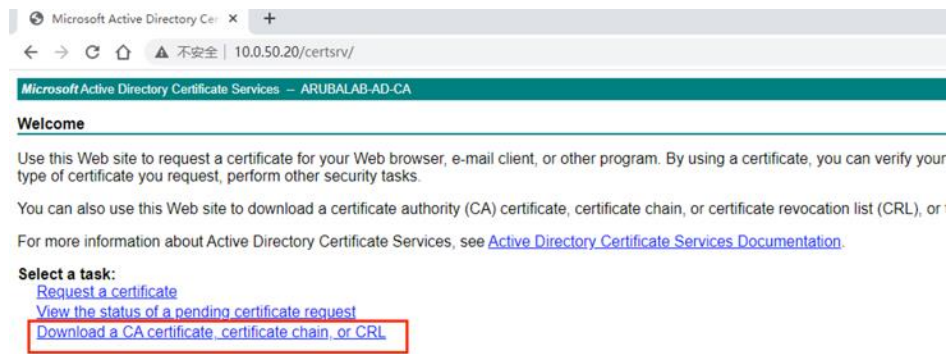 Microsoft Active Directory Cer × +
不安全 | 10.0.50.20/certsrv/
Microsoft Active Directory Certificate Services -- ARUBALAB-AD-CA
Welcome
Use this Web site to request a certificate for your Web browser, e-mail client, or other program. By using a certificate, you can verify your
type of certificate you request, perform other security tasks.
You can also use this Web site to download a certificate authority (CA) certificate, certificate chain, or certificate revocation list (CRL), or
For more information about Active Directory Certificate Services, see Active Directory Certificate Services Documentation.
Select a task:
Request a certificate
View the status of a pending certificate request
Download a CA certificate, certificate chain, or CRL